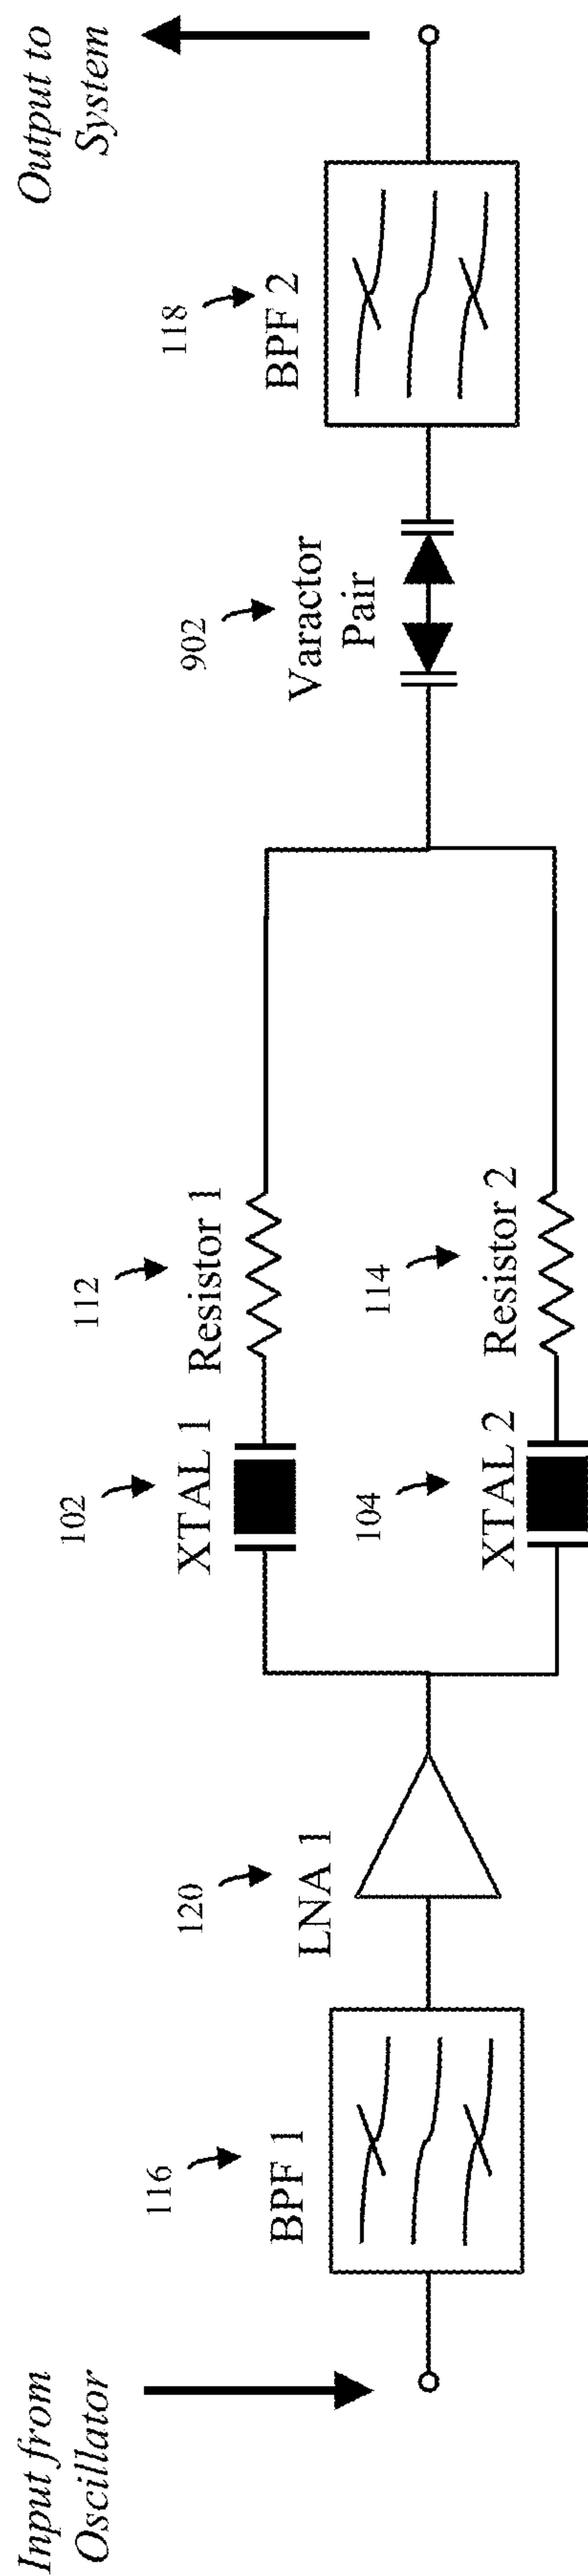 Input from
Oscillator
116
BPF 1
120
LNA 1
102
XTAL 1
112
Resistor 1
104
XTAL 2
114
Resistor 2
902
Varactor
Pair
118
BPF 2
Output to
System